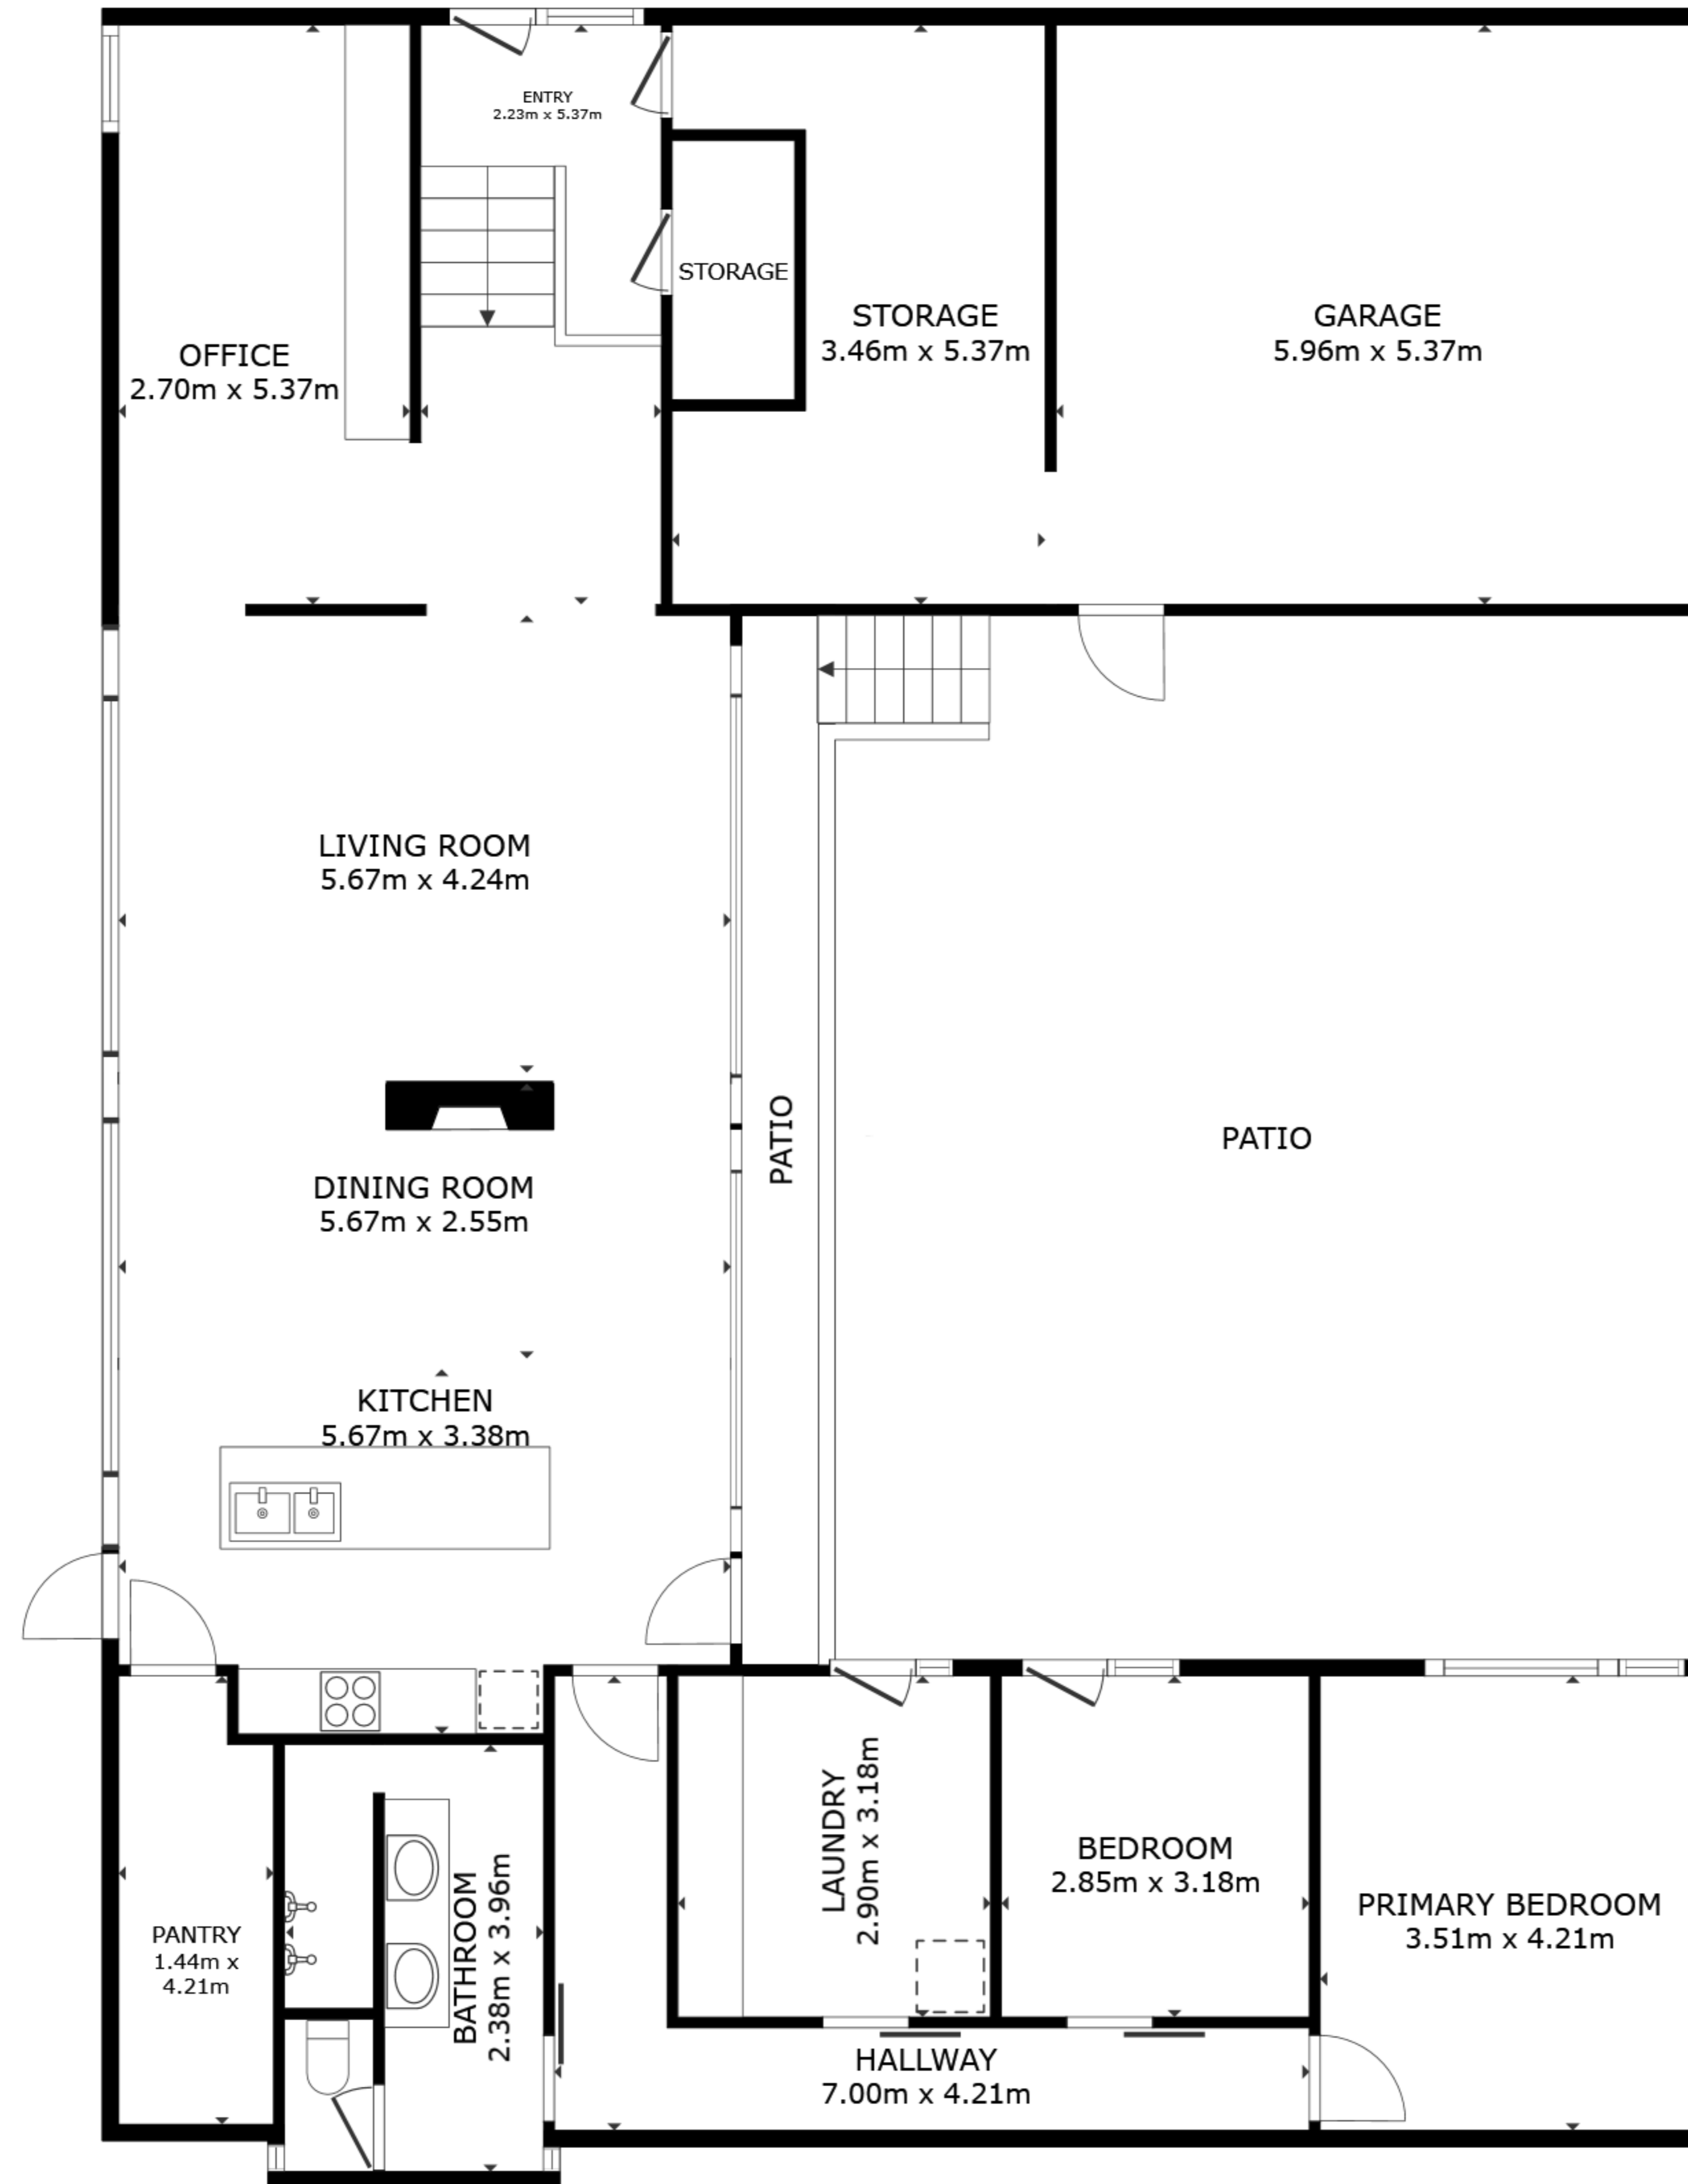 ENTRY
2.23m x 5.37m
STORAGE
STORAGE
3.46m x 5.37m
GARAGE
5.96m x 5.37m
OFFICE
2.70m x 5.37m
LIVING ROOM
5.67m x 4.24m
PATIO
PATIO
DINING ROOM
5.67m x 2.55m
KITCHEN
5.67m x 3.38m
LAUNDRY
2.90m x 3.18m
BEDROOM
2.85m x 3.18m
PRIMARY BEDROOM
3.51m x 4.21m
PANTRY
1.44m x
4.21m
BATHROOM
2.38m x 3.96m
HALLWAY
7.00m x 4.21m